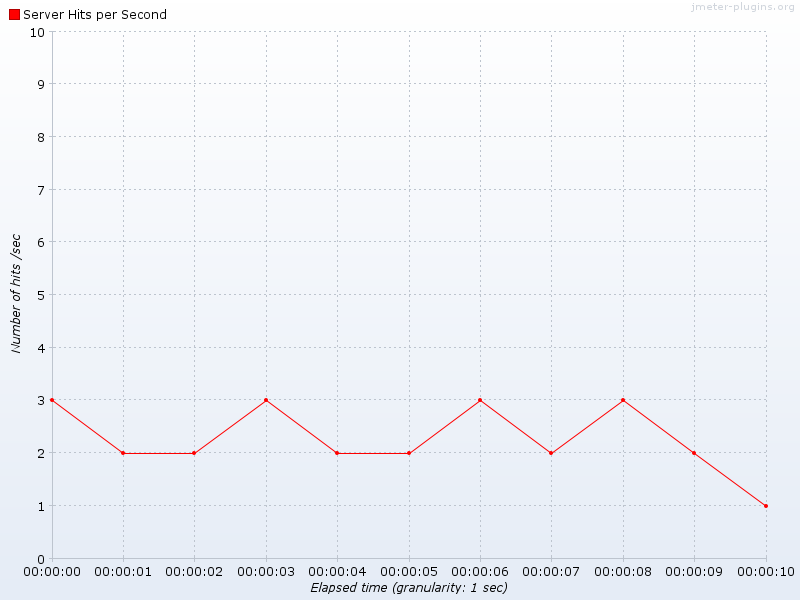 jmeter-plugins.org
Server Hits per Second
10
9
8
7
6
5
4
3
2
1
0
Number of hits /sec
00:00:00 00:00:01 00:00:02 00:00:03 00:00:04 00:00:05 00:00:06 00:00:07 00:00:08 00:00:09 00:00:10
Elapsed time (granularity: 1 sec)